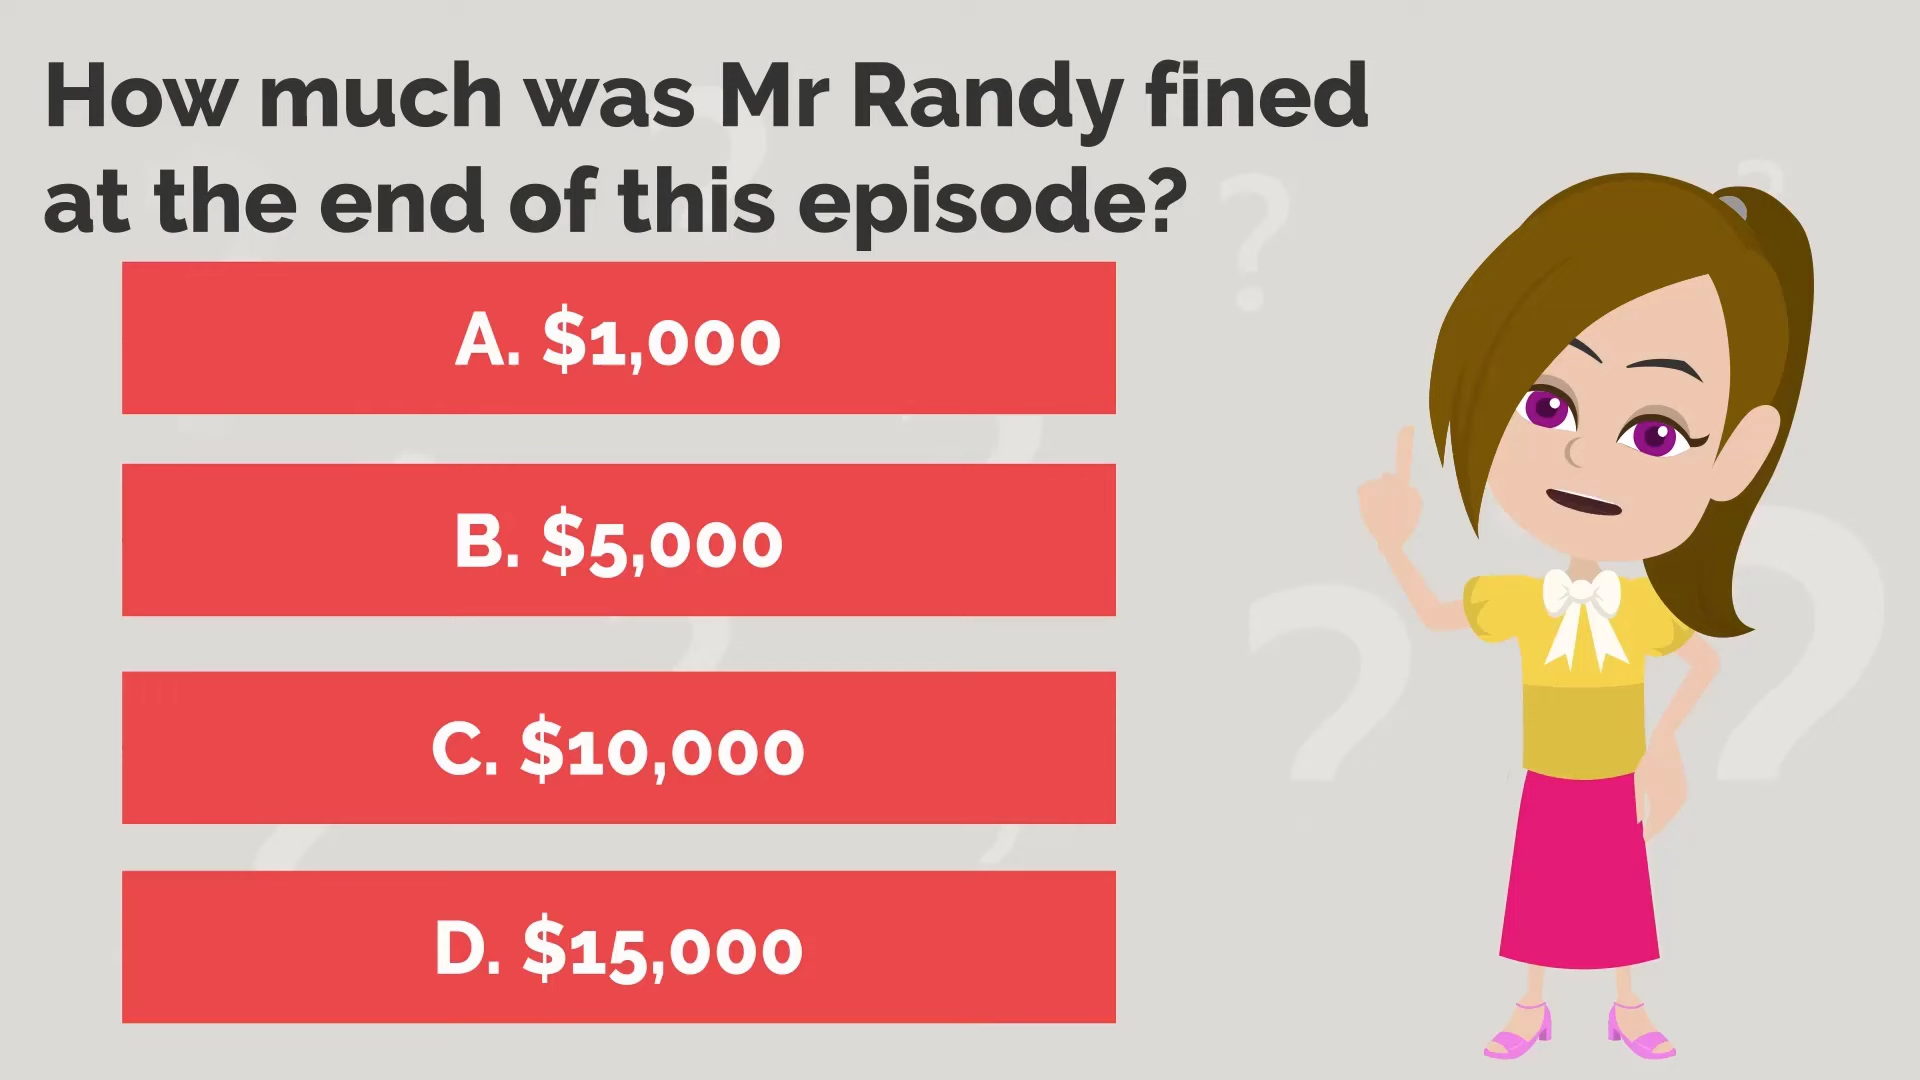 How much was Mr Randy fined
at the end of this episode?
A. $1,000
B. $5,000
C. $10,000
D. $15,000